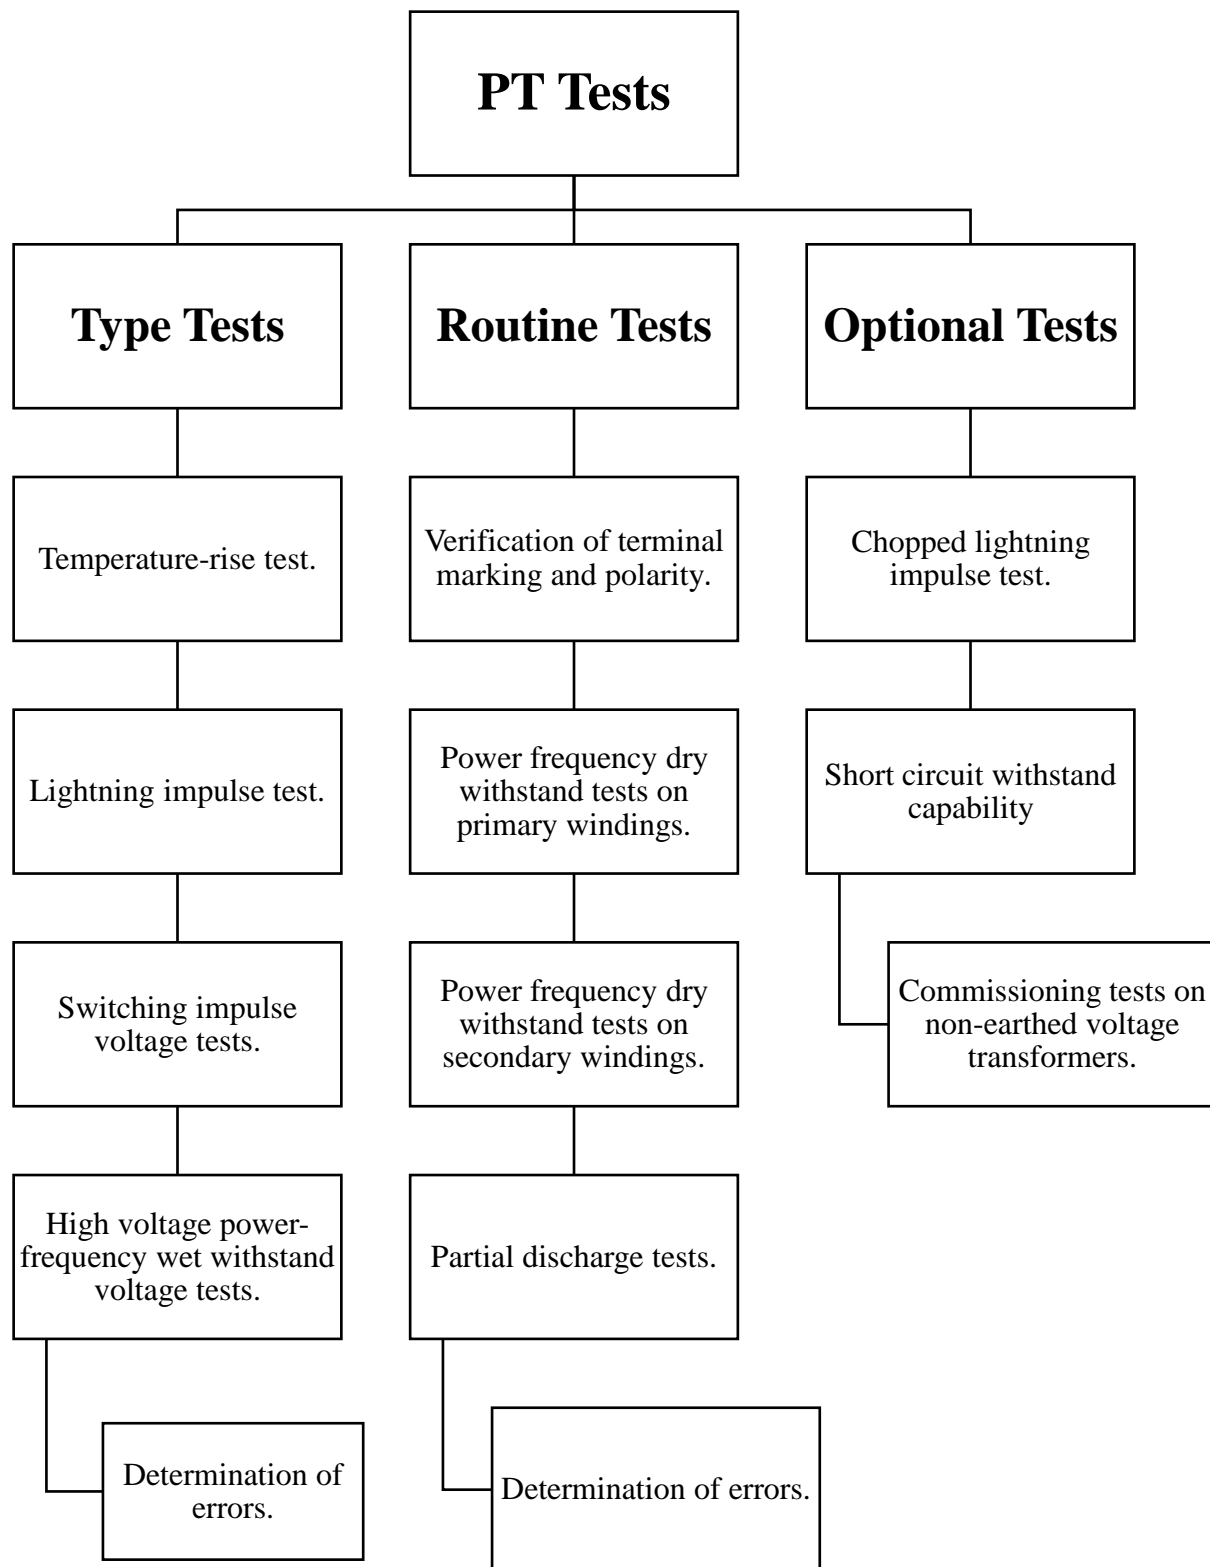 PT Tests
Type Tests
Routine Tests
Optional Tests
Temperature-rise test.
Verification of terminal
marking and polarity.
Chopped lightning
impulse test.
Lightning impulse test.
Power frequency dry
withstand tests on
primary windings.
Short circuit withstand
capability
Switching impulse
voltage tests.
Power frequency dry
withstand tests on
secondary windings.
Commissioning tests on
non-earthed voltage
transformers.
High voltage power-
frequency wet withstand
voltage tests.
Partial discharge tests.
Determination of
errors.
Determination of errors.